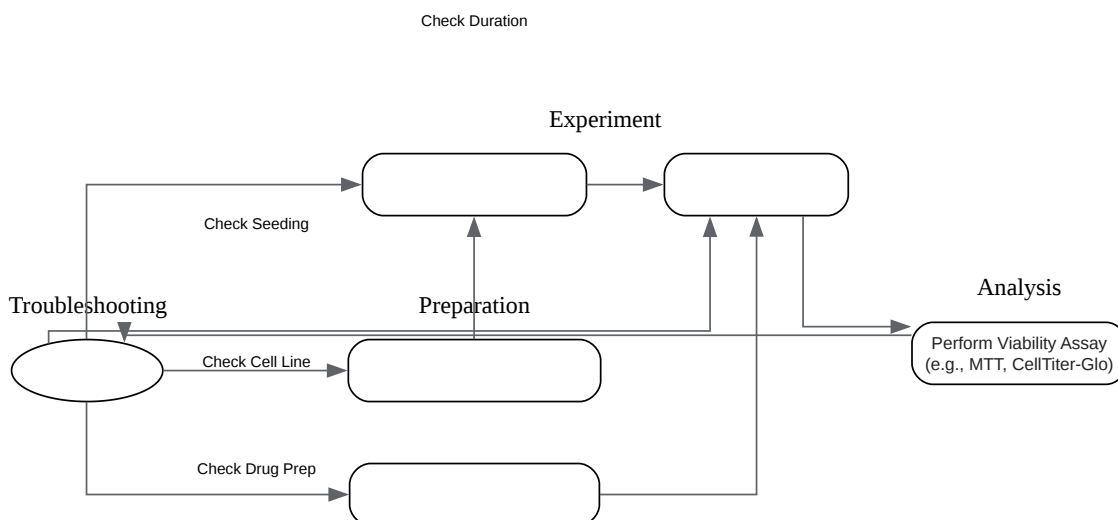 Check Duration
Experiment
Check Seeding
Analysis
Troubleshooting
Preparation
Perform Viability Assay
(e.g., MTT, CellTiter-Glo)
Check Cell Line
Check Drug Prep